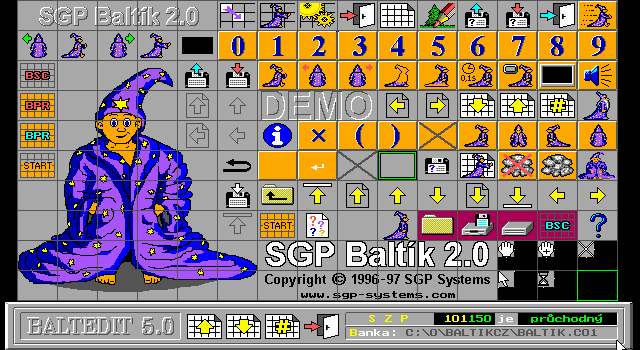 SGP Baltík 2.0
0 1 2 3 4 5 6 7 8 9
BSC
0,1s
BPR
DEMO
#
BPR
i × ( )
START
START
? ? ? ?
BSC
?
SGP Baltík 2.0
Copyright © 1996-97 SGP Systems
www.sgp-systems.com
BALTEDIT 5.0
#
S Z P 101150 je průchodný
Banka: C:\O\BALTIKCZ\BALTIK.C01